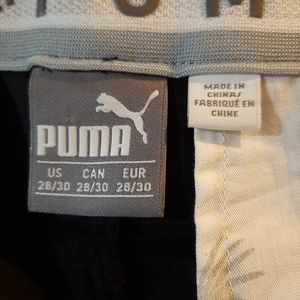 PUMA
US CAN EUR
28/30 28/30 28/30
MADE IN
CHINA/
FABRIQUÉ EN
CHINE